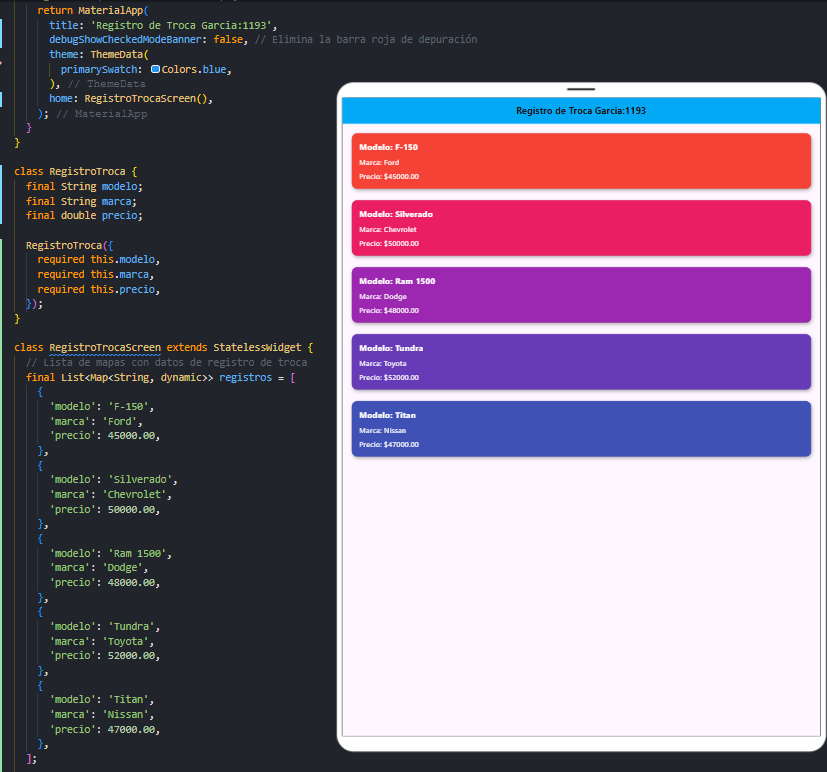 return MaterialApp(
title: 'Registro de Troca Garcia:1193',
debugShowCheckedModeBanner: false, // Elimina la barra roja de depuración
theme: ThemeData(
primarySwatch: Colors.blue,
), // ThemeData
home: RegistroTrocaScreen(),
); // MaterialApp
}
}
class RegistroTroca {
final String modelo;
final String marca;
final double precio;
RegistroTroca({
required this.modelo,
required this.marca,
required this.precio,
});
}
class RegistroTrocaScreen extends StatelessWidget {
// Lista de mapas con datos de registro de troca
final List<Map<String, dynamic>> registros = [
{
'modelo': 'F-150',
'marca': 'Ford',
'precio': 45000.00,
},
{
'modelo': 'Silverado',
'marca': 'Chevrolet',
'precio': 50000.00,
},
{
'modelo': 'Ram 1500',
'marca': 'Dodge',
'precio': 48000.00,
},
{
'modelo': 'Tundra',
'marca': 'Toyota',
'precio': 52000.00,
},
{
'modelo': 'Titan',
'marca': 'Nissan',
'precio': 47000.00,
},
];
Registro de Troca Garcia:1193
Modelo: F-150
Marca: Ford
Precio: $45000.00
Modelo: Silverado
Marca: Chevrolet
Precio: $50000.00
Modelo: Ram 1500
Marca: Dodge
Precio: $48000.00
Modelo: Tundra
Marca: Toyota
Precio: $52000.00
Modelo: Titan
Marca: Nissan
Precio: $47000.00